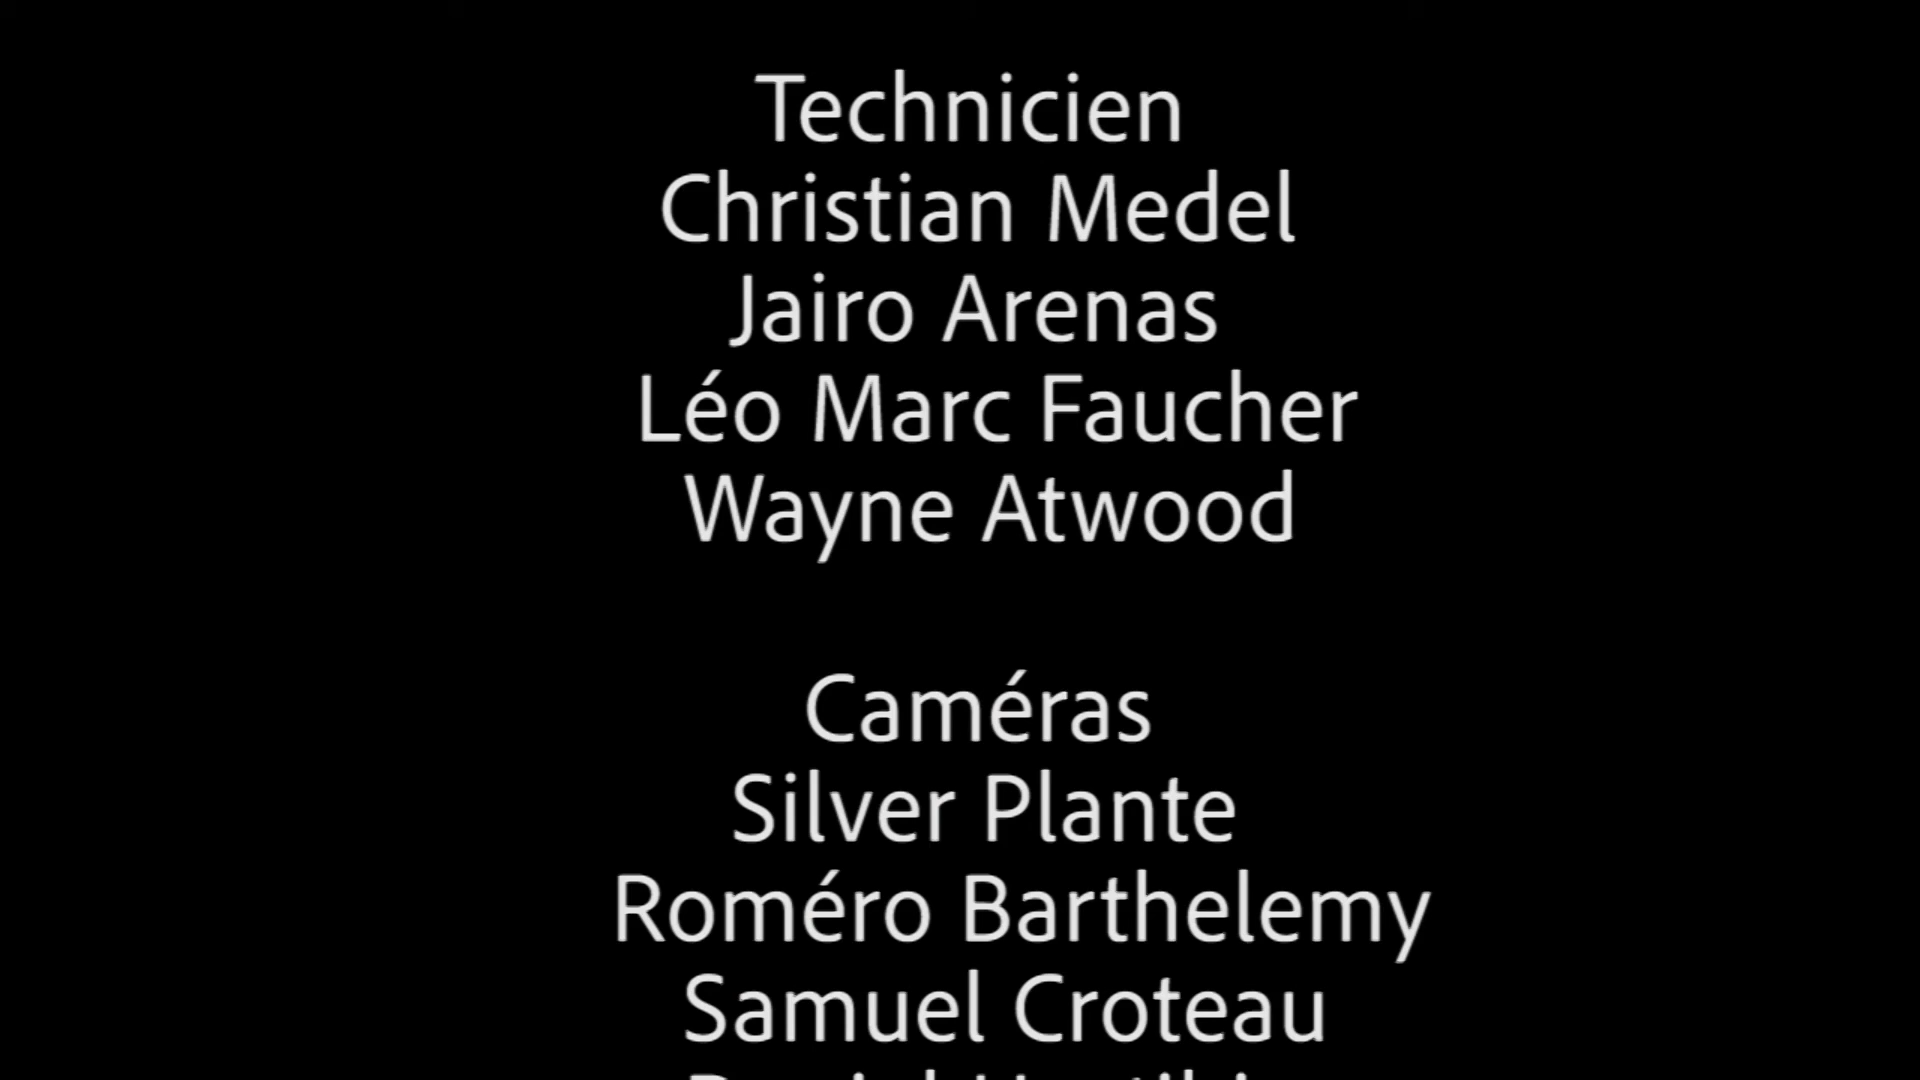 Technicien
Christian Medel
Jairo Arenas
Léo Marc Faucher
Wayne Atwood
Caméras
Silver Plante
Roméro Barthelemy
Samuel Croteau